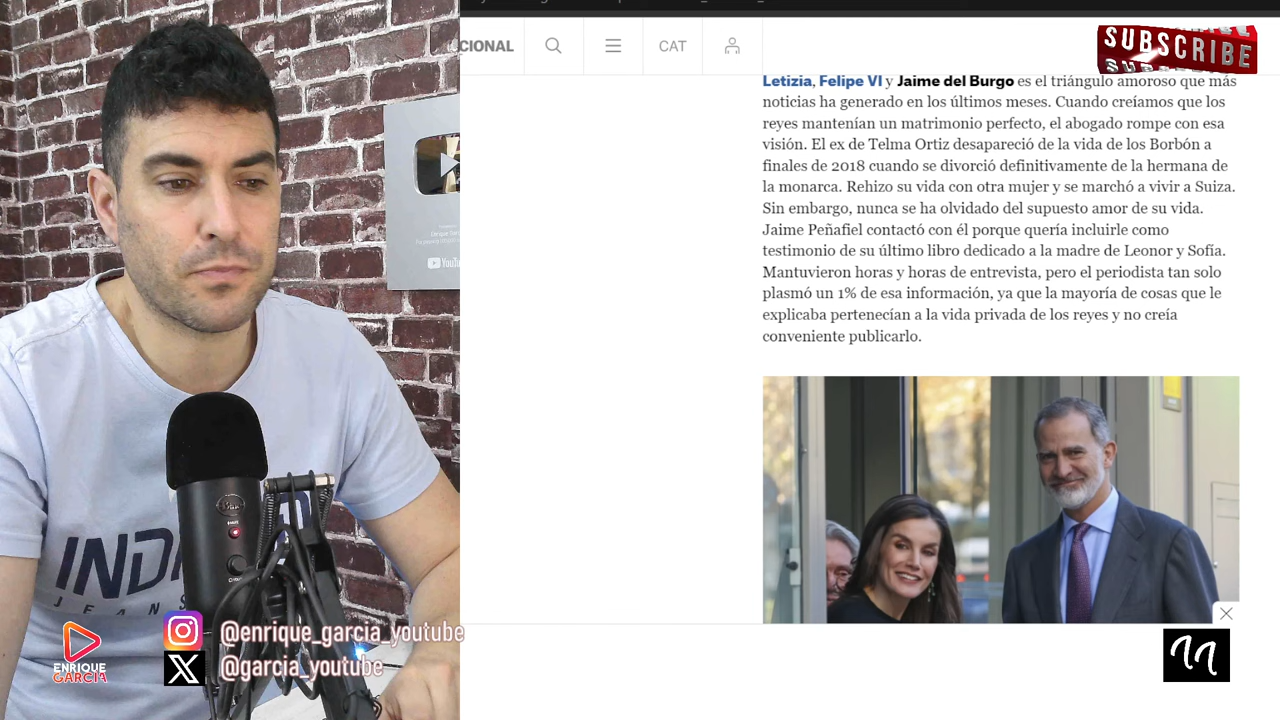 CIONAL
CAT
SUBSCRIBE
Letizia, Felipe VI y Jaime del Burgo es el triángulo amoroso que más
noticias ha generado en los últimos meses. Cuando creíamos que los
reyes mantenían un matrimonio perfecto, el abogado rompe con esa
visión. El ex de Telma Ortiz desapareció de la vida de los Borbón a
finales de 2018 cuando se divorció definitivamente de la hermana de
la monarca. Rehizo su vida con otra mujer y se marchó a vivir a Suiza.
Sin embargo, nunca se ha olvidado del supuesto amor de su vida.
Jaime Peñafiel contactó con él porque quería incluirle como
testimonio de su último libro dedicado a la madre de Leonor y Sofía.
Mantuvieron horas y horas de entrevista, pero el periodista tan solo
plasmó un 1% de esa información, ya que la mayoría de cosas que le
explicaba pertenecían a la vida privada de los reyes y no creía
conveniente publicarlo.
YouTu
JEANS
@enrique_garcia_youtube
@garcia_youtube
ENRIQUE
GARCIA